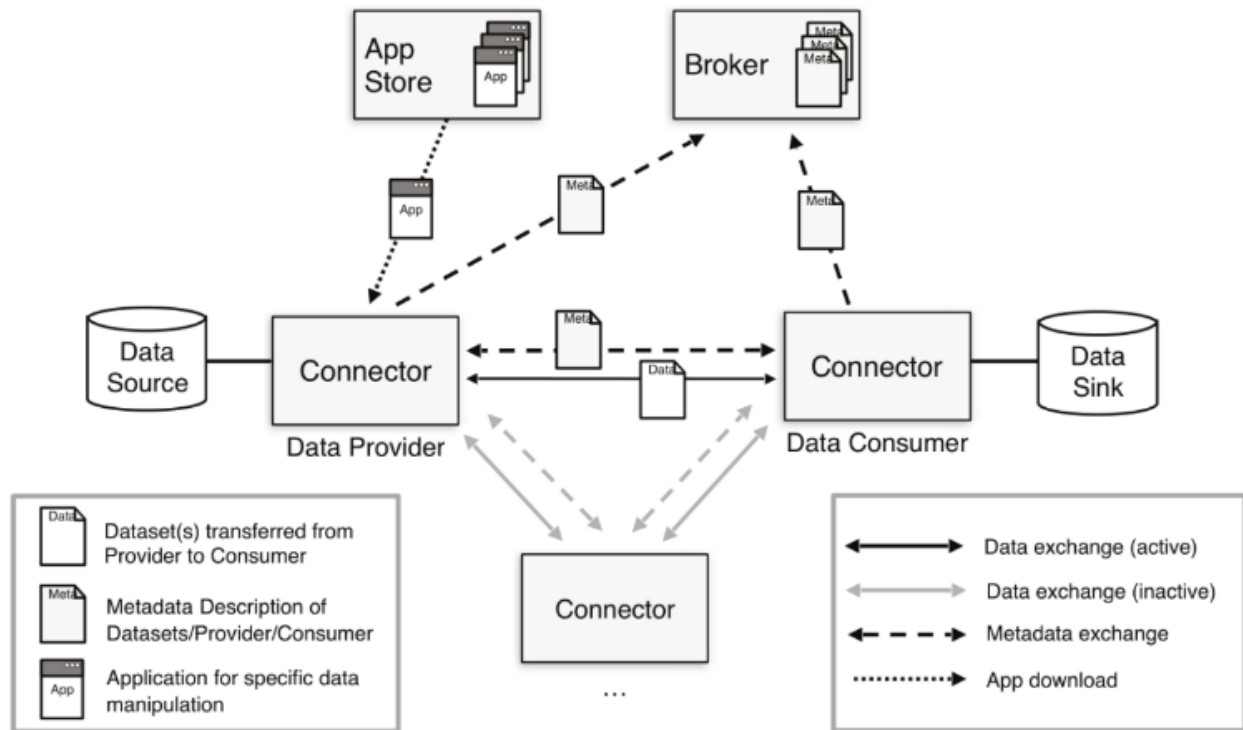 App
Store
App
Broker
Meta
Meta
Meta
App
Meta
Meta
Data
Source
Connector
Data Provider
Meta
Data
Connector
Data Consumer
Data
Sink
Connector
...
Data
Dataset(s) transferred from
Provider to Consumer
Meta
Metadata Description of
Datasets/Provider/Consumer
App
Application for specific data
manipulation
Data exchange (active)
Data exchange (inactive)
Metadata exchange
App download